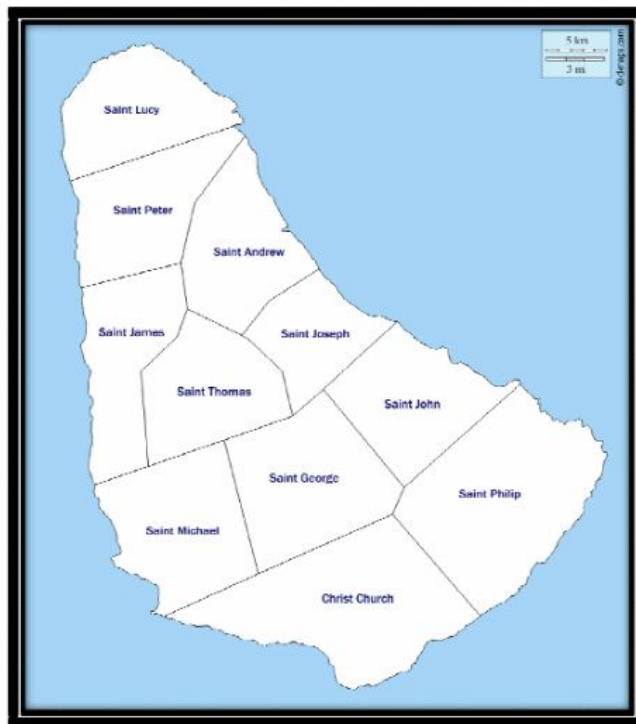 5 km
3 mi
© d-maps.com
Saint Lucy
Saint Peter
Saint Andrew
Saint James
Saint Joseph
Saint Thomas
Saint John
Saint George
Saint Philip
Saint Michael
Christ Church